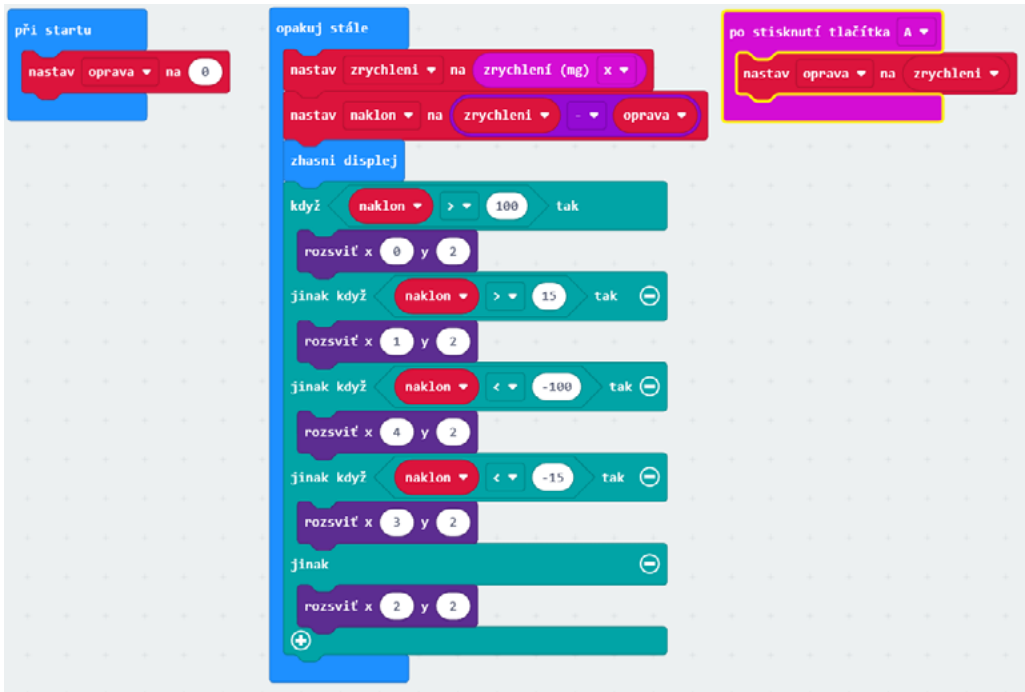 při startu
nastav oprava na 0
opakuj stále
nastav zrychleni na zrychlení (mg) x
nastav naklon na zrychleni - oprava
zhasni displej
když naklon > 100 tak
rozsviť x 0 y 2
jinak když naklon > 15 tak
rozsviť x 1 y 2
jinak když naklon < -100 tak
rozsviť x 4 y 2
jinak když naklon < -15 tak
rozsviť x 3 y 2
jinak
rozsviť x 2 y 2
po stisknutí tlačítka A
nastav oprava na zrychleni